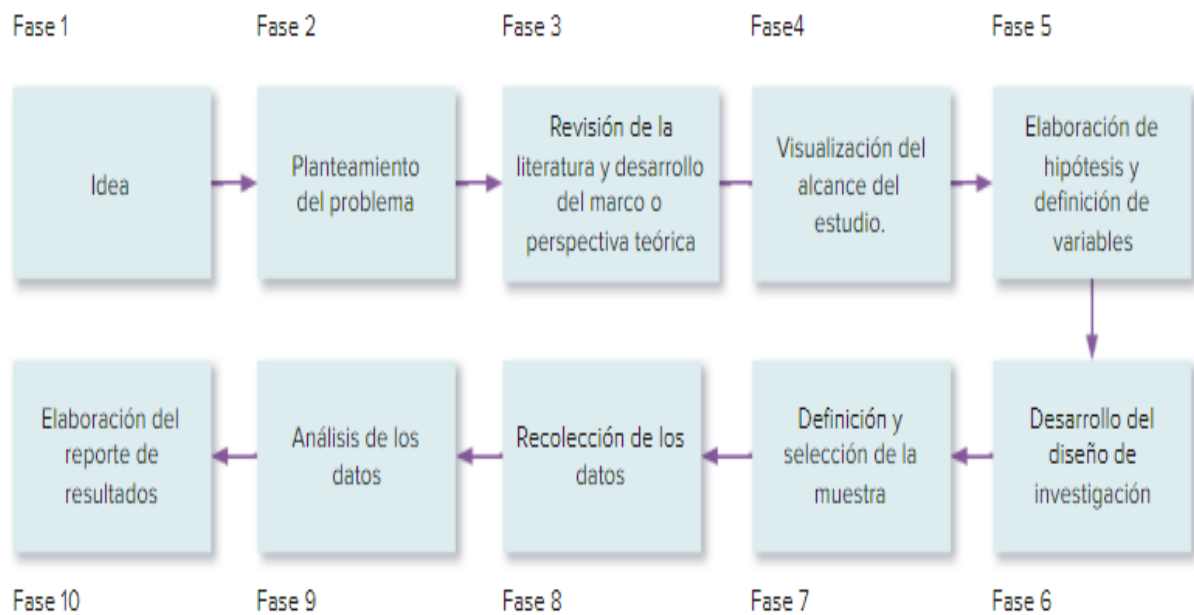 Fase 1
Fase 2
Fase 3
Fase4
Fase 5
Idea
Planteamiento
del problema
Revisión de la
literatura y desarrollo
del marco o
perspectiva teórica
Visualización del
alcance del
estudio.
Elaboración de
hipótesis y
definición de
variables
Desarrollo del
diseño de
investigación
Definición y
selección de la
muestra
Recolección de los
datos
Análisis de los
datos
Elaboración del
reporte de
resultados
Fase 10
Fase 9
Fase 8
Fase 7
Fase 6